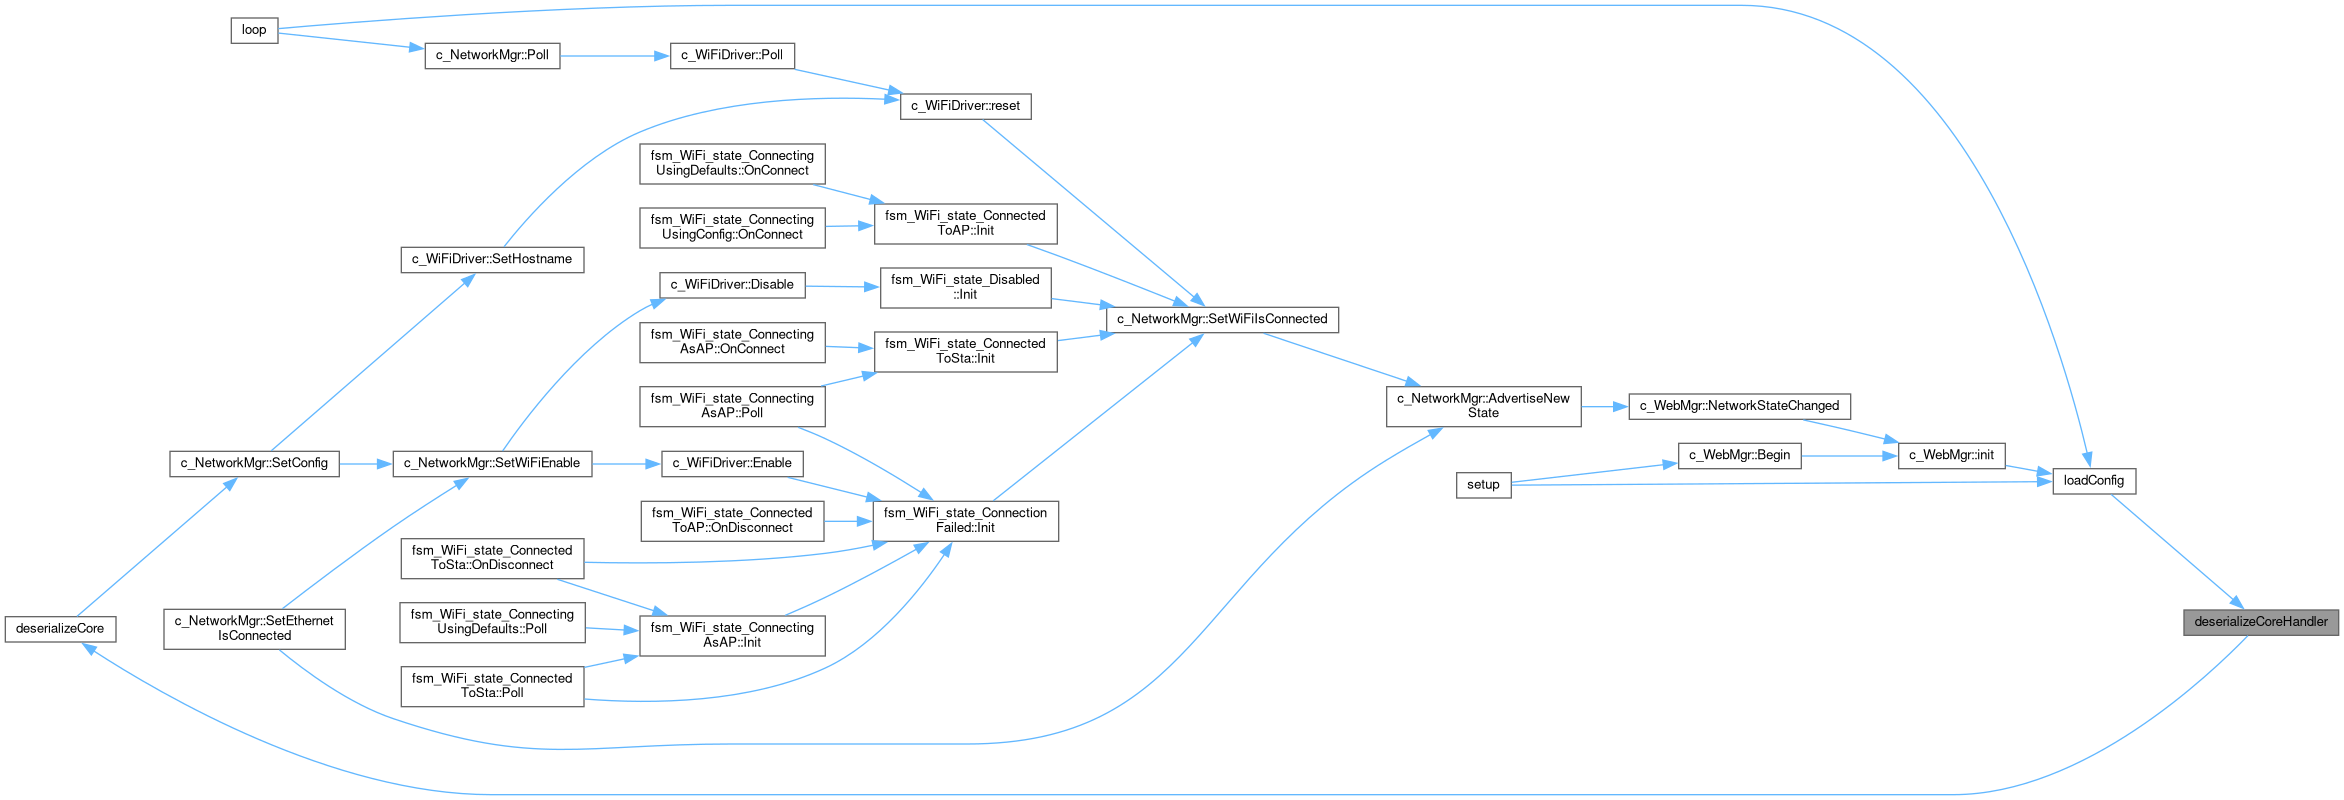 loop
c_NetworkMgr::Poll
c_WiFiDriver::Poll
c_WiFiDriver::reset
fsm_WiFi_state_Connecting
UsingDefaults::OnConnect
fsm_WiFi_state_Connecting
UsingConfig::OnConnect
fsm_WiFi_state_Connected
ToAP::Init
c_WiFiDriver::SetHostname
c_WiFiDriver::Disable
fsm_WiFi_state_Disabled
::Init
c_NetworkMgr::SetWiFiIsConnected
fsm_WiFi_state_Connecting
AsAP::OnConnect
fsm_WiFi_state_Connected
ToSta::Init
fsm_WiFi_state_Connecting
AsAP::Poll
c_NetworkMgr::AdvertiseNew
State
c_WebMgr::NetworkStateChanged
c_NetworkMgr::SetConfig
c_NetworkMgr::SetWiFiEnable
c_WiFiDriver::Enable
c_WebMgr::Begin
c_WebMgr::init
setup
loadConfig
fsm_WiFi_state_Connected
ToAP::OnDisconnect
fsm_WiFi_state_Connection
Failed::Init
fsm_WiFi_state_Connected
ToSta::OnDisconnect
deserializeCore
c_NetworkMgr::SetEthernet
IsConnected
fsm_WiFi_state_Connecting
UsingDefaults::Poll
fsm_WiFi_state_Connecting
AsAP::Init
deserializeCoreHandler
fsm_WiFi_state_Connected
ToSta::Poll